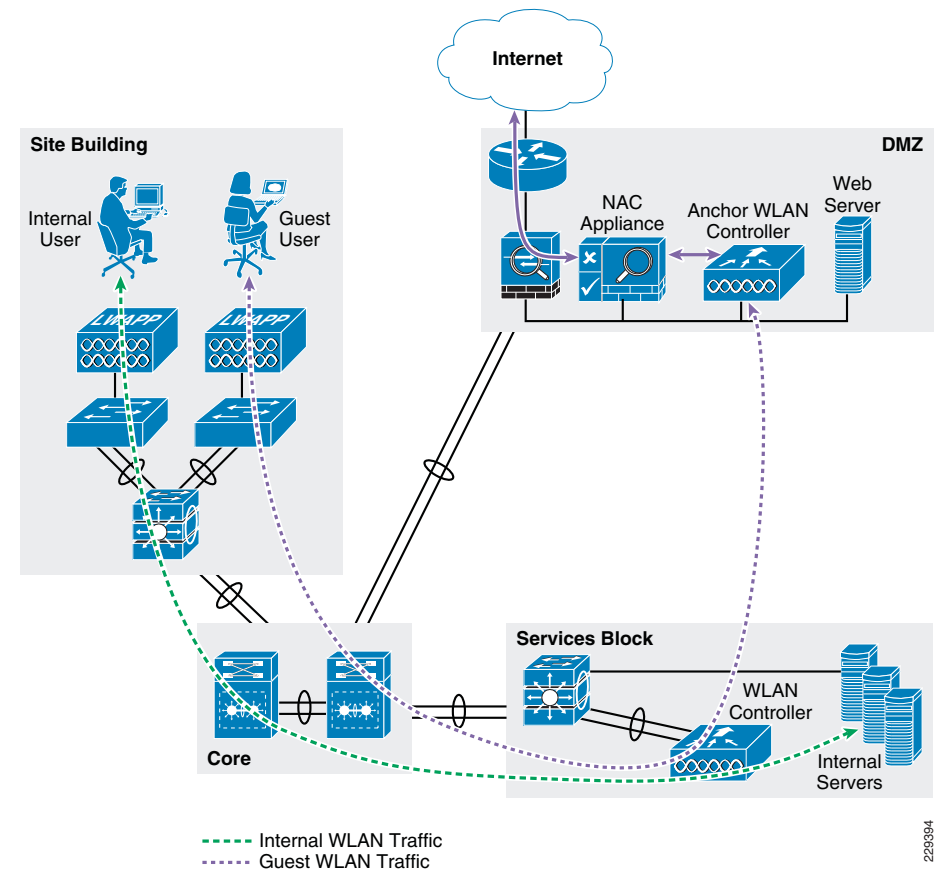 Internet
Site Building
DMZ
Internal
User
Guest
User
NAC
Appliance
Anchor WLAN
Controller
Web
Server
LWAPP
LWAPP
Services Block
WLAN
Controller
Internal
Servers
Core
Internal WLAN Traffic
Guest WLAN Traffic
229394